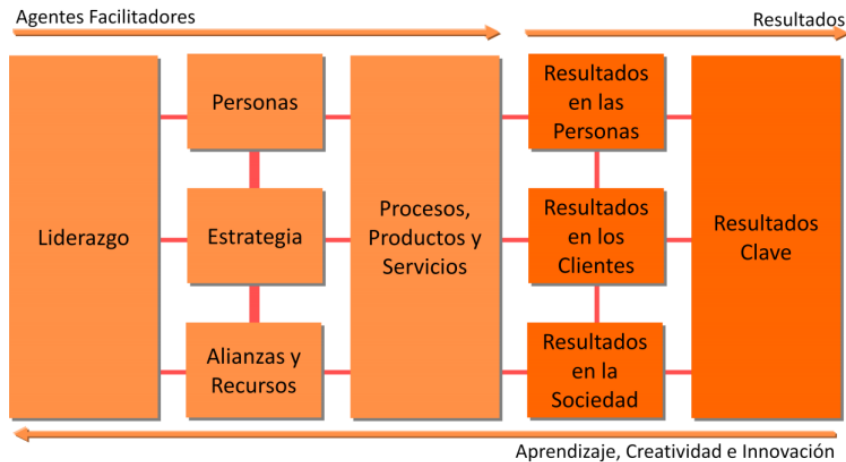 Agentes Facilitadores
Resultados
Liderazgo
Personas
Estrategia
Alianzas y
Recursos
Procesos,
Productos y
Servicios
Resultados
en las
Personas
Resultados
en los
Clientes
Resultados
en la
Sociedad
Resultados
Clave
Aprendizaje, Creatividad e Innovación